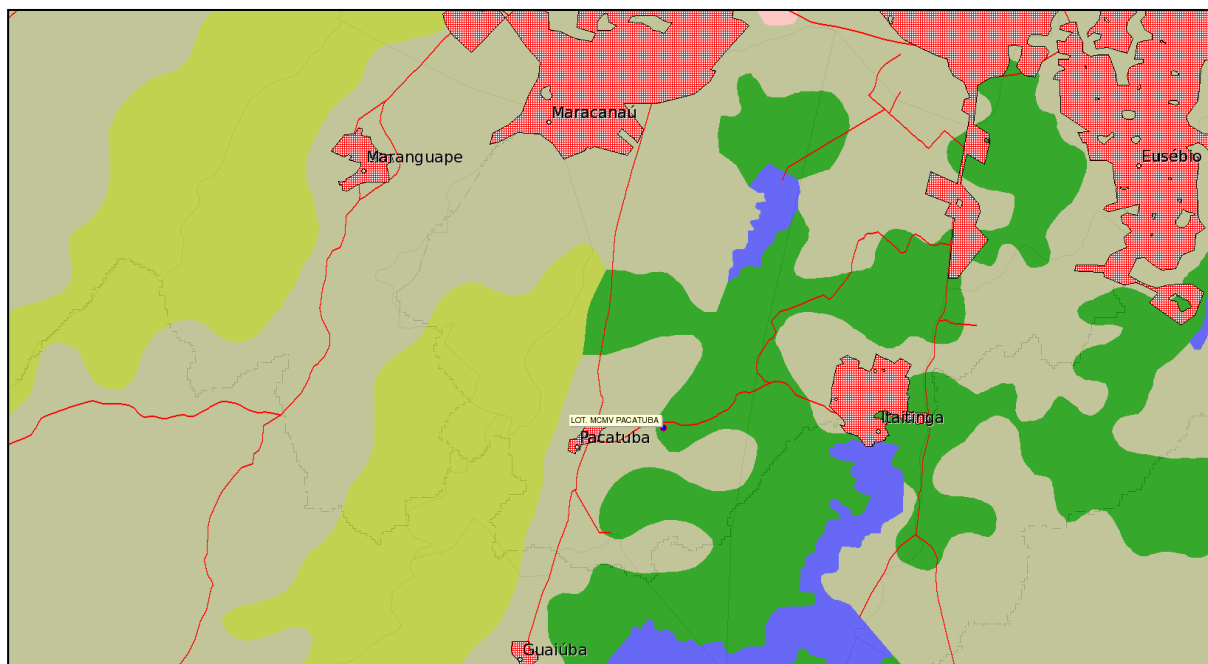 Maracanaú
Maranguape
Eusébio
LOT. MCMV PACATUBA
Itaitinga
Pacatuba
Guaiúba